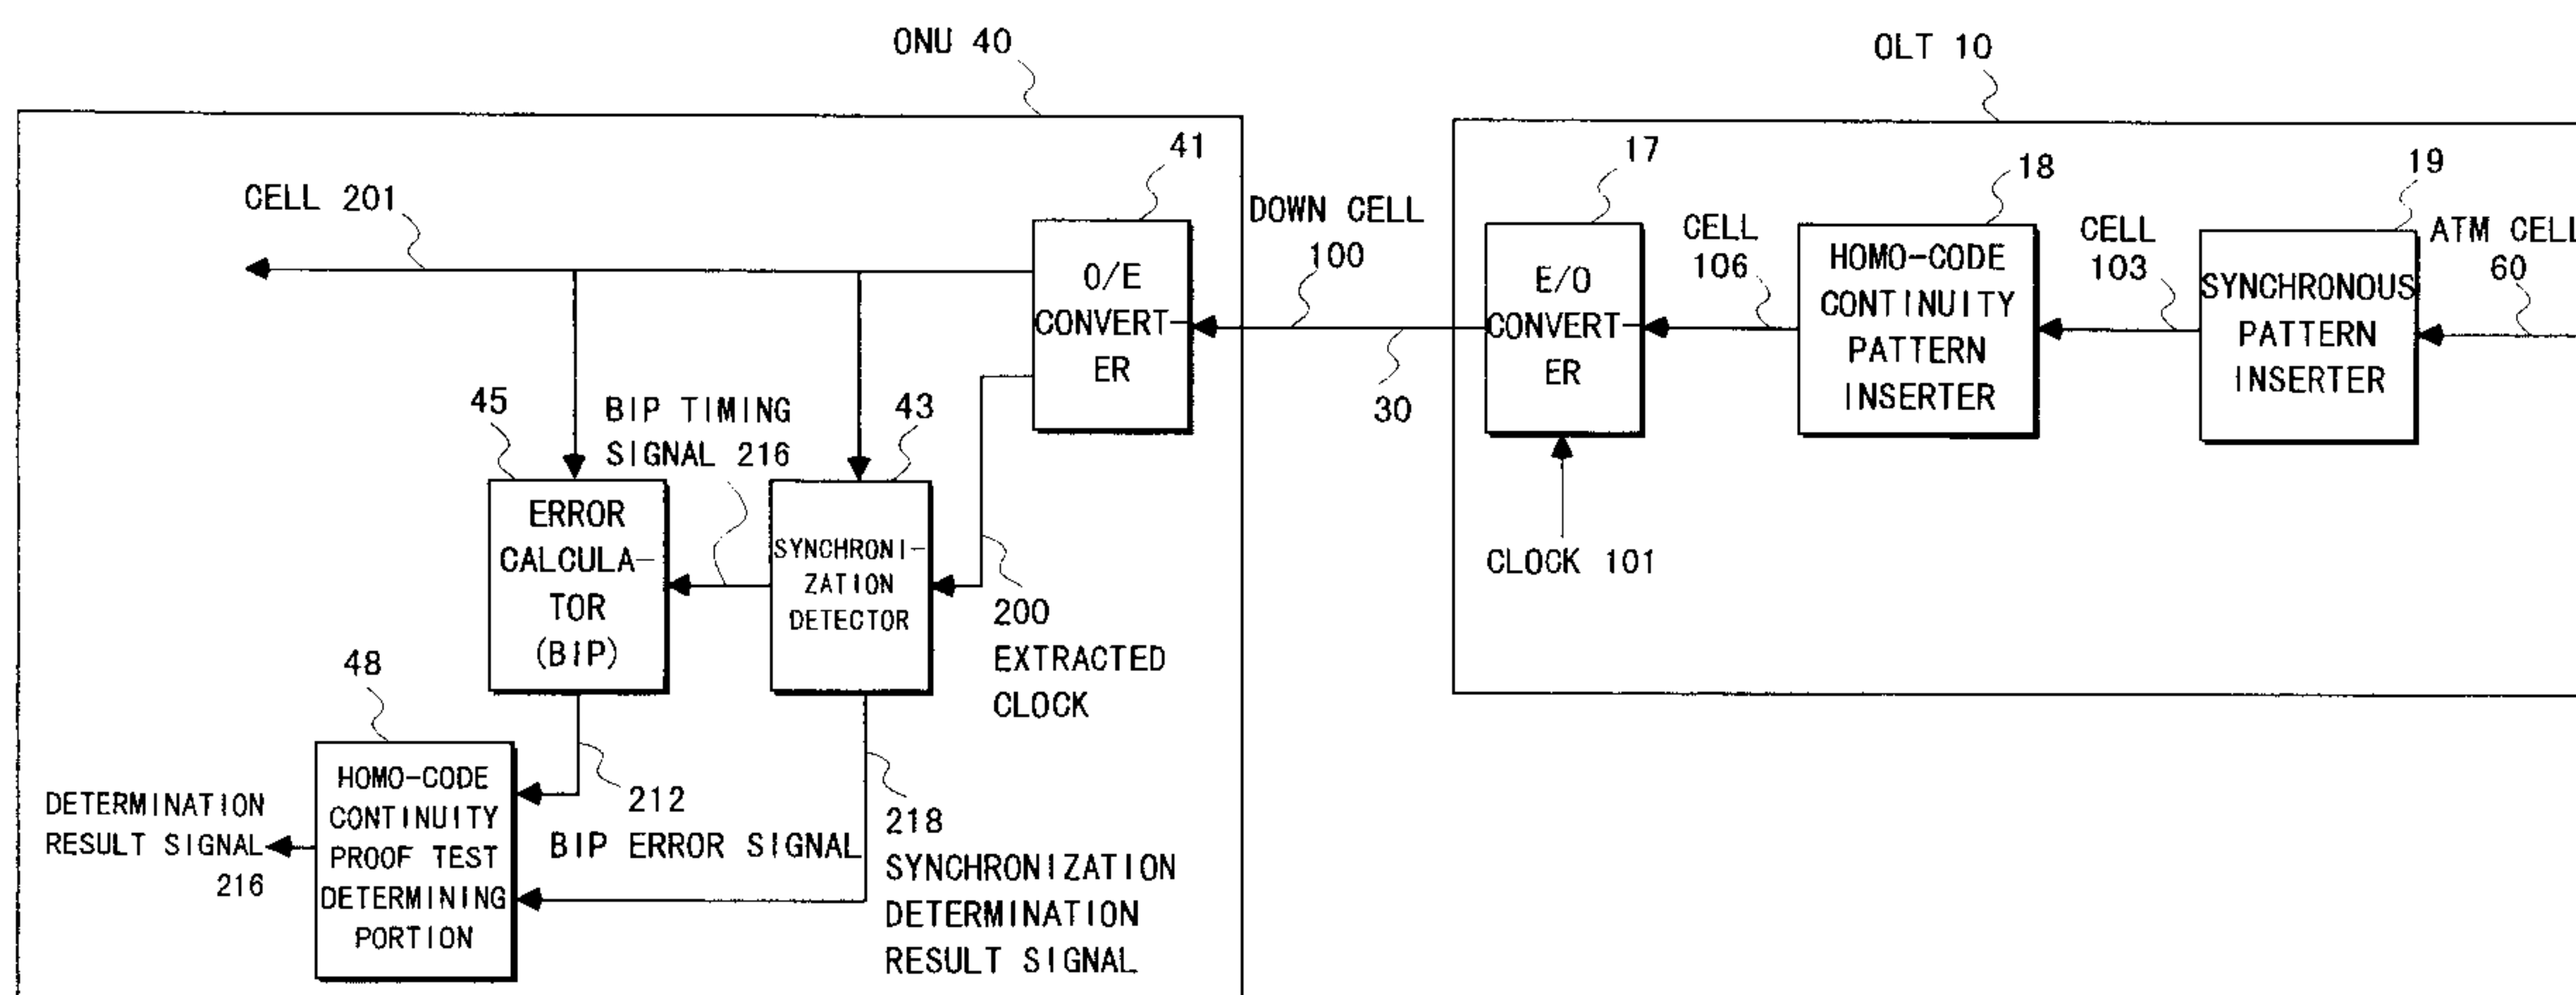 ONU 40
OLT 10
41
17
18
19
CELL 201
DOWN CELL
100
CELL
106
CELL
103
ATM CELL
60
O/E
CONVERT-
ER
E/O
CONVERT-
ER
HOMO-CODE
CONTINUITY
PATTERN
INSERTER
SYNCHRONOUS
PATTERN
INSERTER
30
CLOCK 101
45
BIP TIMING
SIGNAL 216
43
ERROR
CALCULA-
TOR
(BIP)
SYNCHRONI-
ZATION
DETECTOR
200
EXTRACTED
CLOCK
48
HOMO-CODE
CONTINUITY
PROOF TEST
DETERMINING
PORTION
DETERMINATION
RESULT SIGNAL
216
212
BIP ERROR SIGNAL
218
SYNCHRONIZATION
DETERMINATION
RESULT SIGNAL